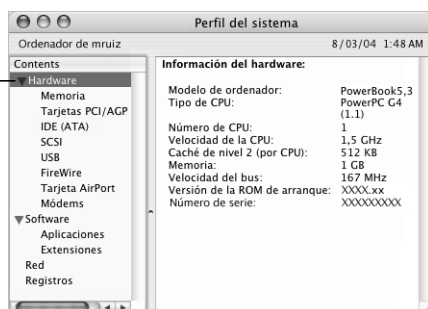 Perfil del sistema
Ordenador de mruiz
8/03/04 1:48 AM
Contents
Hardware
Memoria
Tarjetas PCI/AGP
IDE (ATA)
SCSI
USB
FireWire
Tarjeta AirPort
Módems
Software
Aplicaciones
Extensiones
Red
Registros
Información del hardware:
Modelo de ordenador: PowerBook5,3
Tipo de CPU: PowerPC G4
(1.1)
Número de CPU: 1
Velocidad de la CPU: 1,5 GHz
Caché de nivel 2 (por CPU): 512 KB
Memoria: 1 GB
Velocidad del bus: 167 MHz
Versión de la ROM de arranque: XXXX.xx
Número de serie: XXXXXXXXX